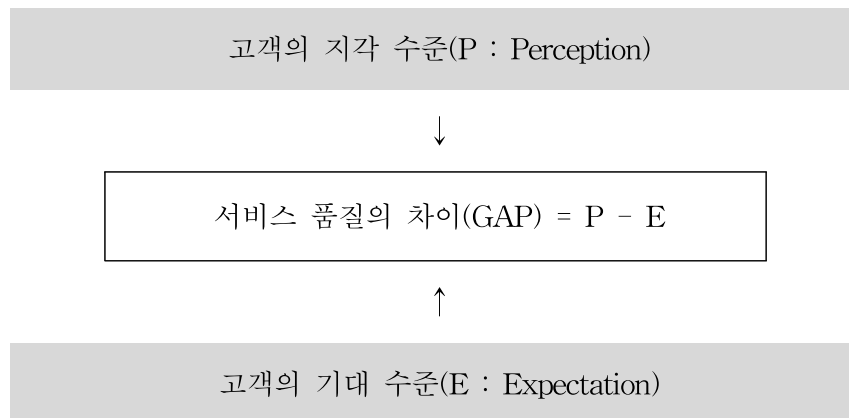 고객의 지각 수준(P : Perception)
↓
서비스 품질의 차이(GAP) = P - E
↑
고객의 기대 수준(E : Expectation)